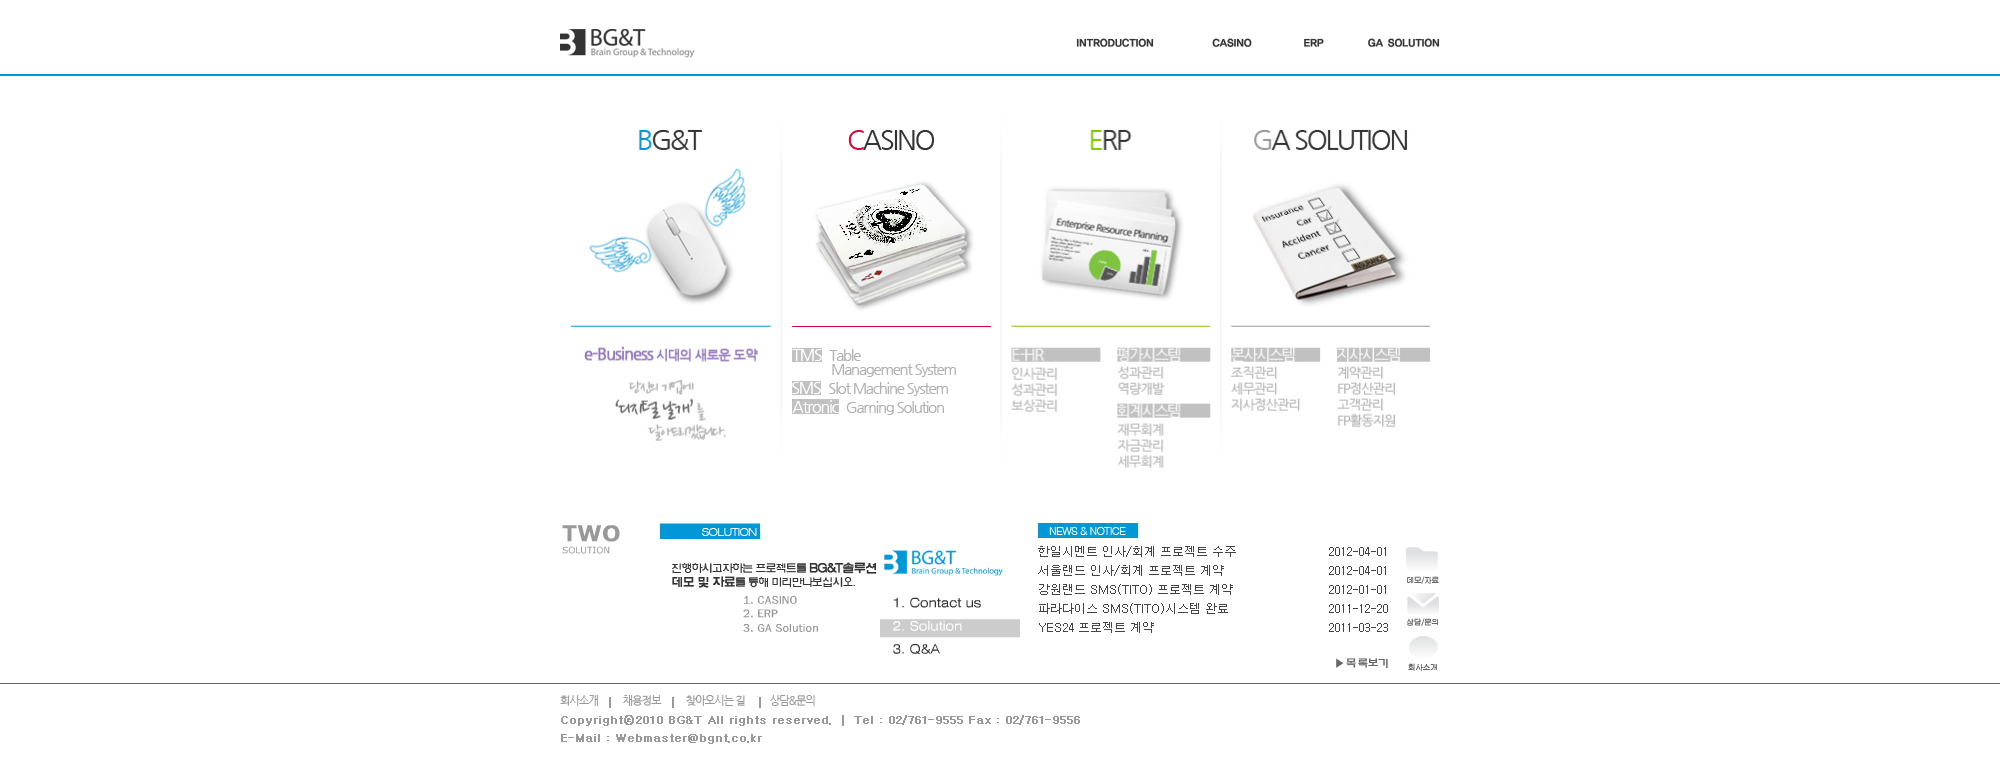 BG&T
Brain Group & Technology
INTRODUCTION CASINO ERP GA SOLUTION
BG&T
e-Business 시대의 새로운 도약
당신의 기업에
'디지털 날개'를
달아드리겠습니다.
CASINO
TMS Table
Management System
SMS Slot Machine System
Atronic Gaming Solution
ERP
Enterprise Resource Planning
E-HR
인사관리
성과관리
보상관리
평가시스템
성과관리
역량개발
회계시스템
재무회계
자금관리
세무회계
GA SOLUTION
Insurance
Car
Accident
Cancer
INSURANCE
본사시스템
조직관리
세무관리
지사정산관리
지사시스템
계약관리
FP정산관리
고객관리
FP활동지원
TWO
SOLUTION
SOLUTION
진행하시고자하는 프로젝트를 BG&T솔루션
데모 및 자료를 통해 미리만나보십시오.
1. CASINO
2. ERP
3. GA Solution
BG&T
Brain Group & Technology
1. Contact us
2. Solution
3. Q&A
NEWS & NOTICE
한일시멘트 인사/회계 프로젝트 수주 2012-04-01
서울랜드 인사/회계 프로젝트 계약 2012-04-01
강원랜드 SMS(TITO) 프로젝트 계약 2012-01-01
파라다이스 SMS(TITO)시스템 완료 2011-12-20
YES24 프로젝트 계약 2011-03-23
▶목록보기
데모/자료
상담/문의
회사소개
회사소개 | 채용정보 | 찾아오시는 길 | 상담&문의
Copyright©2010 BG&T All rights reserved. | Tel : 02/761-9555 Fax : 02/761-9556
E-Mail : Webmaster@bgnt.co.kr